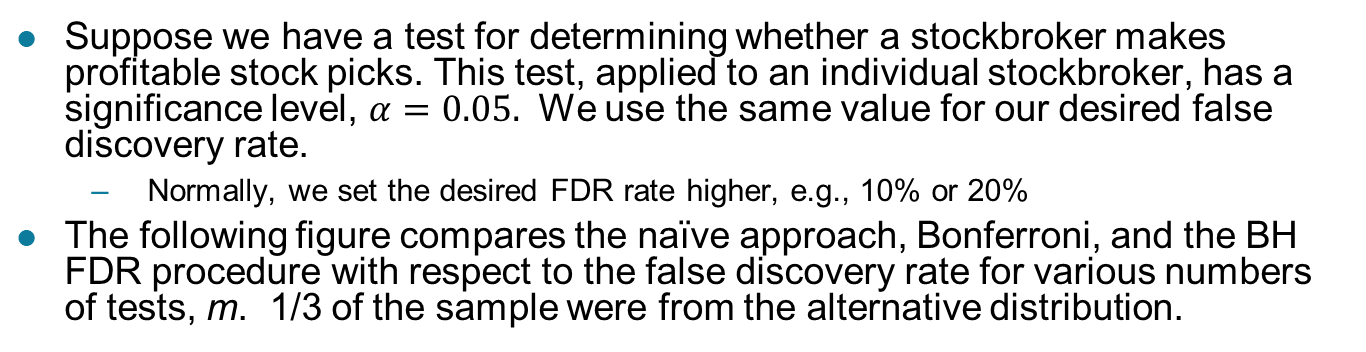 ● Suppose we have a test for determining whether a stockbroker makes
profitable stock picks. This test, applied to an individual stockbroker, has a
significance level, 𝛼 = 0.05. We use the same value for our desired false
discovery rate.
– Normally, we set the desired FDR rate higher, e.g., 10% or 20%
● The following figure compares the naïve approach, Bonferroni, and the BH
FDR procedure with respect to the false discovery rate for various numbers
of tests, m. 1/3 of the sample were from the alternative distribution.